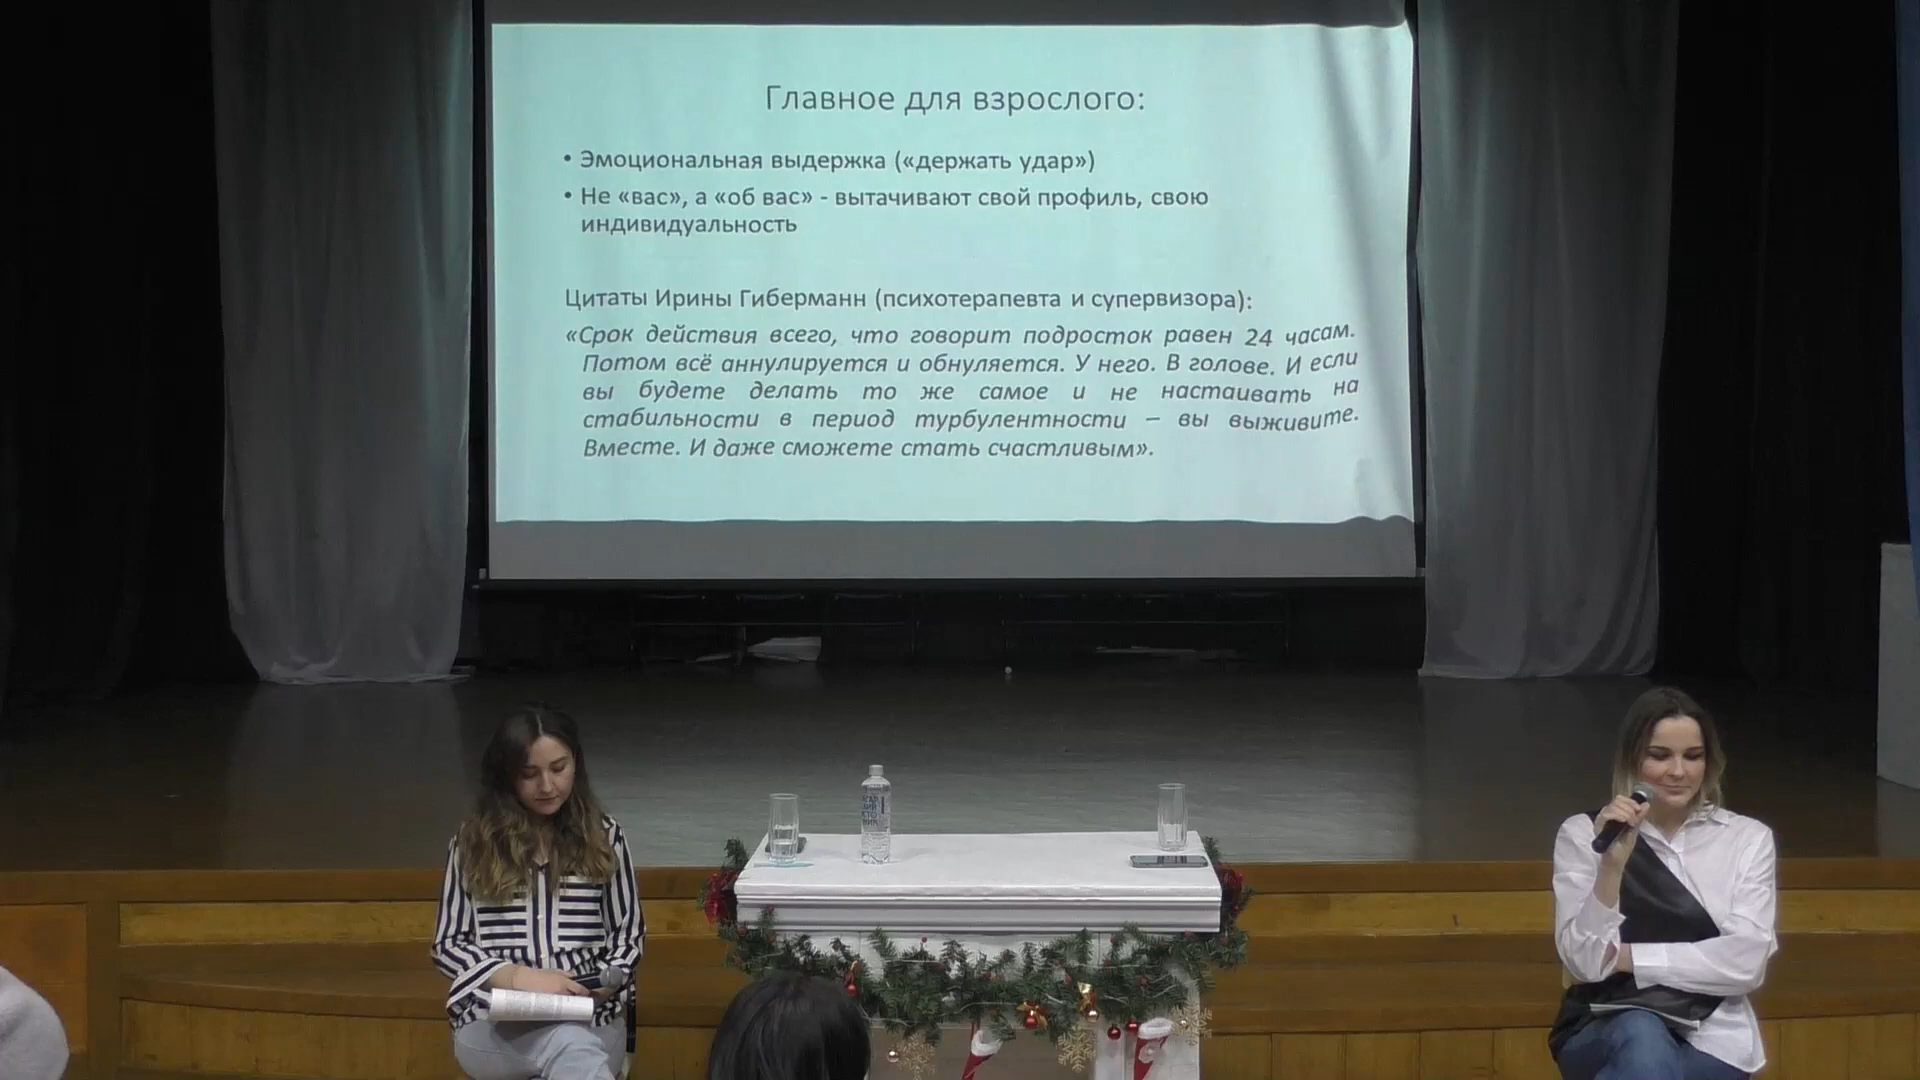 Главное для взрослого:
• Эмоциональная выдержка («держать удар»)
• Не «вас», а «об вас» - вытачивают свой профиль, свою
индивидуальность
Цитаты Ирины Гиберманн (психотерапевта и супервизора):
«Срок действия всего, что говорит подросток равен 24 часам.
Потом всё аннулируется и обнуляется. У него. В голове. И если
вы будете делать то же самое и не настаивать на
стабильности в период турбулентности – вы выживите.
Вместе. И даже сможете стать счастливым».